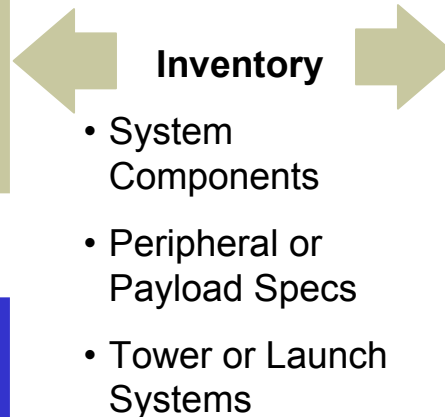 Inventory
• System
Components
• Peripheral or
Payload Specs
• Tower or Launch
Systems